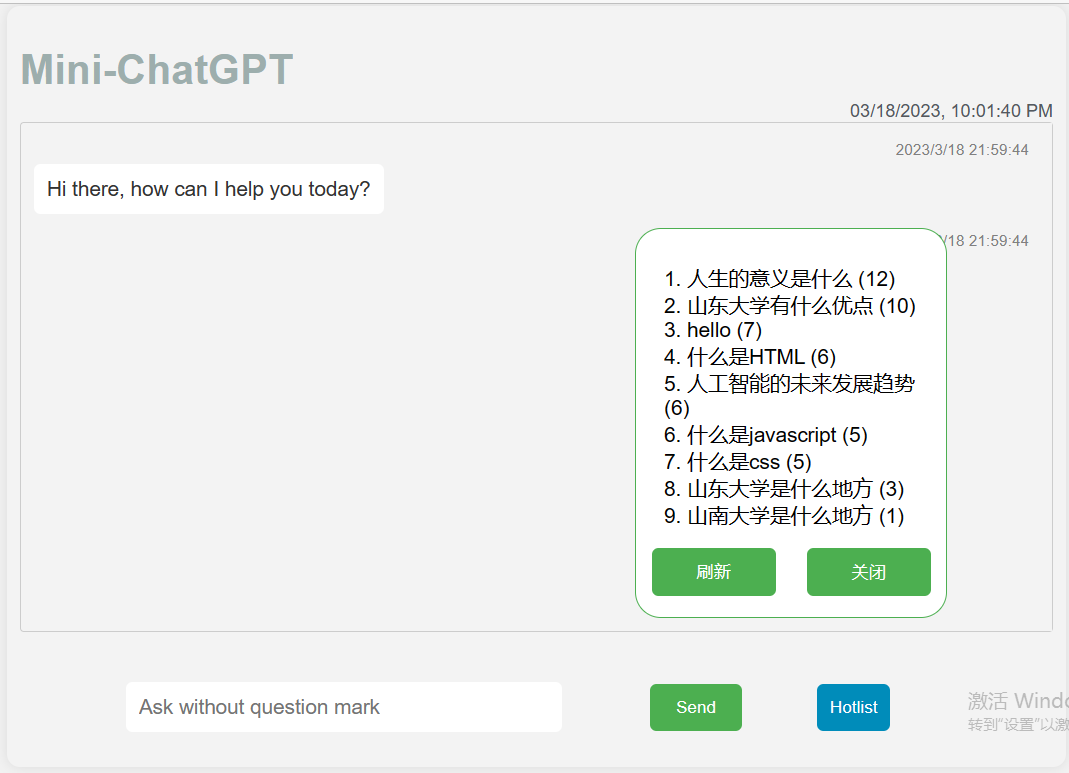 Mini-ChatGPT
03/18/2023, 10:01:40 PM
2023/3/18 21:59:44
Hi there, how can I help you today?
/18 21:59:44
1. 人生的意义是什么 (12)
2. 山东大学有什么优点 (10)
3. hello (7)
4. 什么是HTML (6)
5. 人工智能的未来发展趋势
(6)
6. 什么是javascript (5)
7. 什么是css (5)
8. 山东大学是什么地方 (3)
9. 山南大学是什么地方 (1)
刷新 关闭
Ask without question mark Send Hotlist
激活 Windo
转到“设置”以激